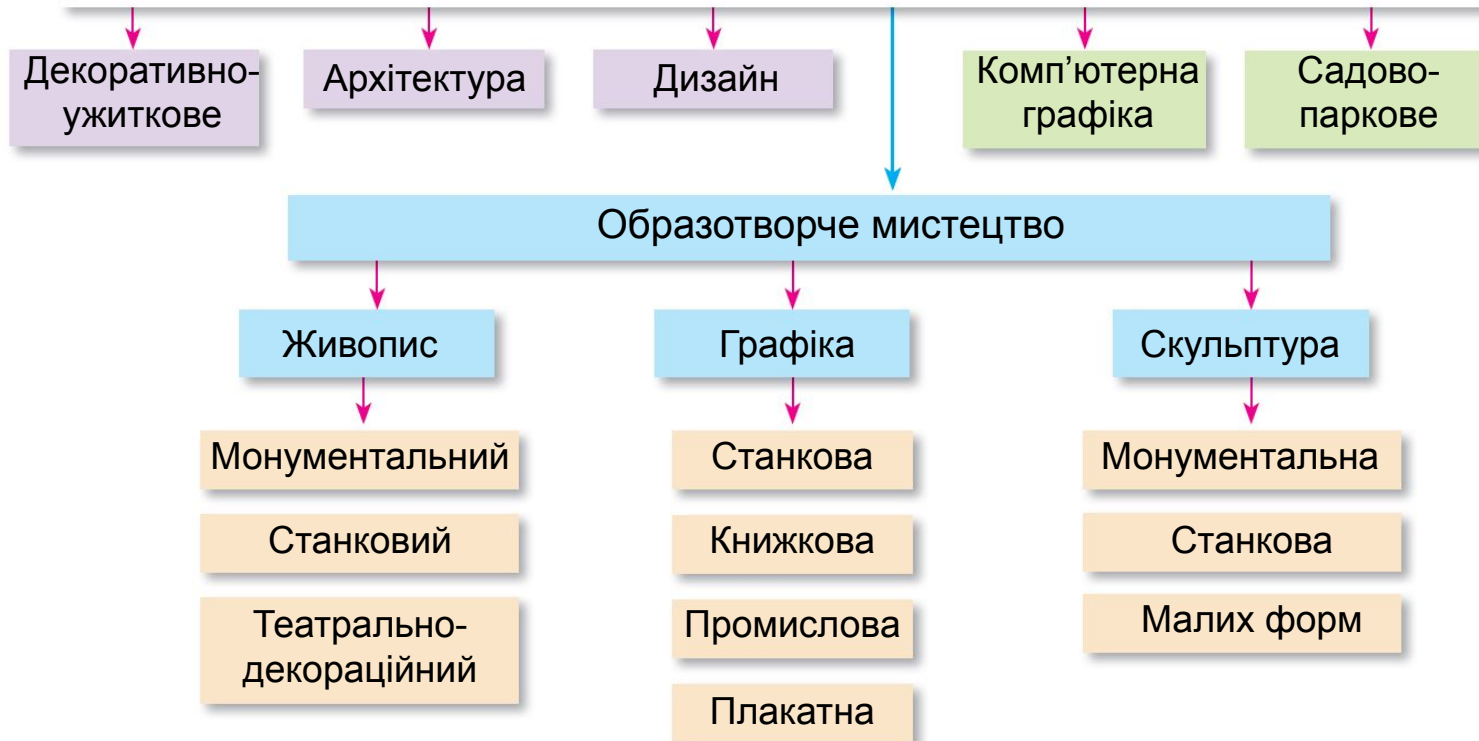 Декоративно-
ужиткове
Архітектура
Дизайн
Комп’ютерна
графіка
Садово-
паркове
Образотворче мистецтво
Живопис
Графіка
Скульптура
Монументальний
Станковий
Театрально-
декораційний
Станкова
Книжкова
Промислова
Плакатна
Монументальна
Станкова
Малих форм